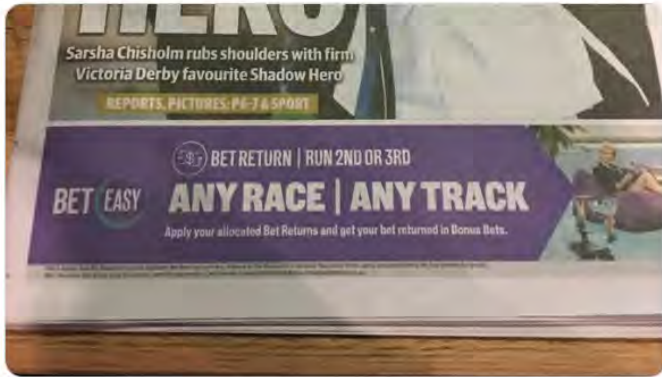 HERO
Sarsha Chisholm rubs shoulders with firm
Victoria Derby favourite Shadow Hero
REPORTS, PICTURES: P6-7 & SPORT
BET RETURN | RUN 2ND OR 3RD
BET EASY
ANY RACE | ANY TRACK
Apply your allocated Bet Returns and get your bet returned in Bonus Bets.